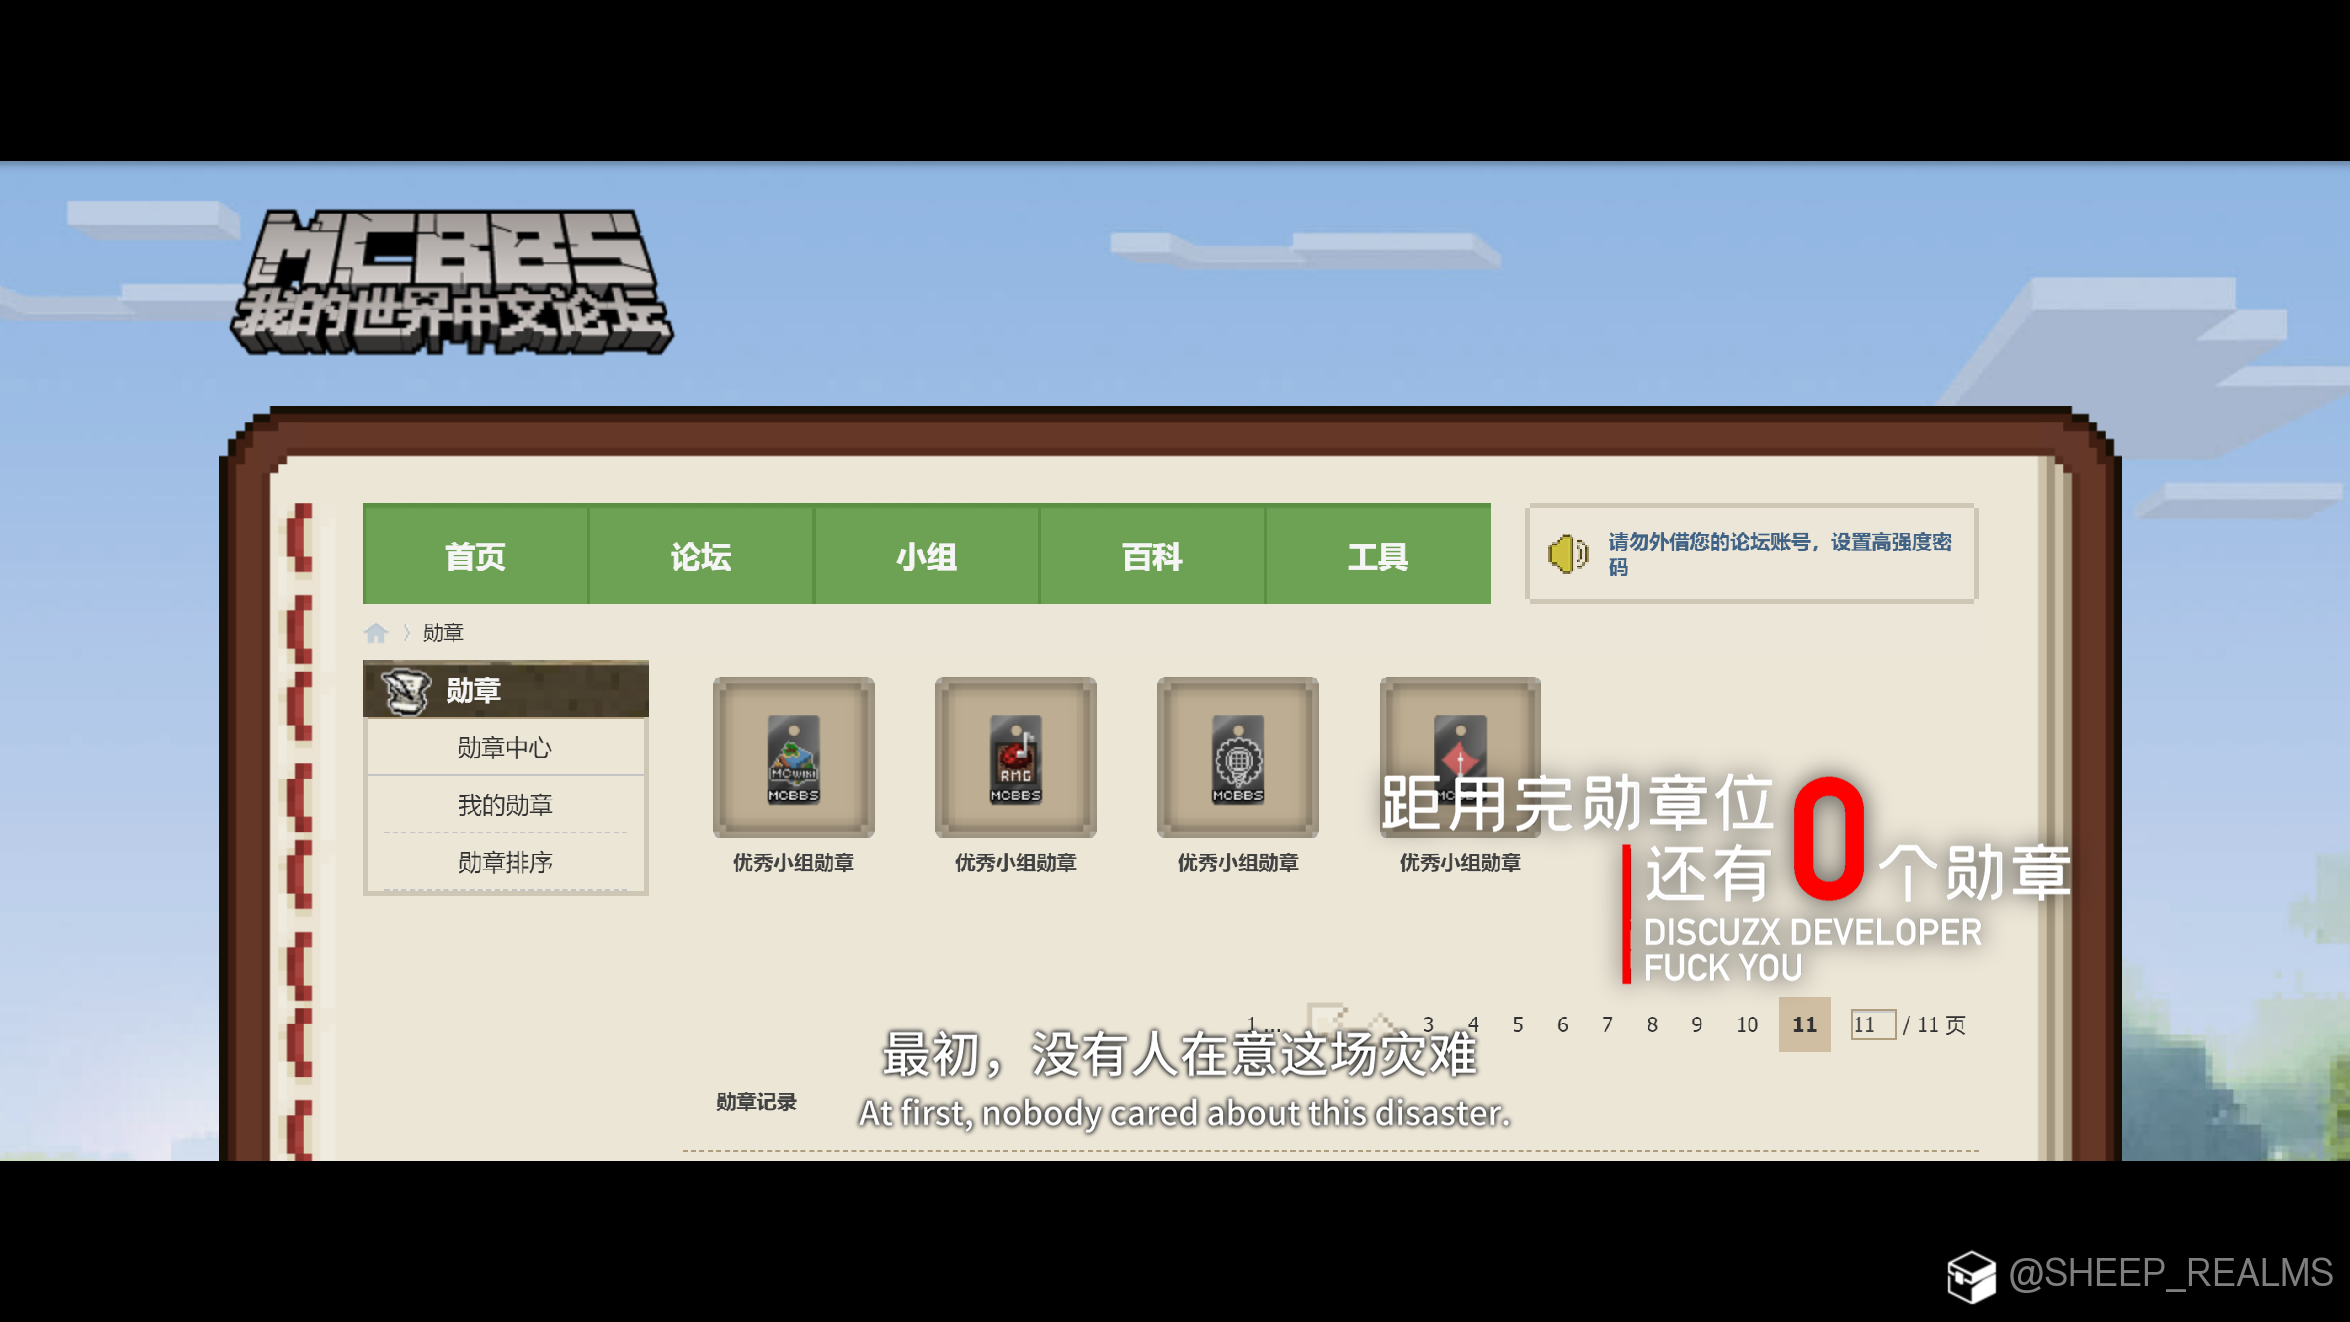 MCBBS
我的世界中文论坛
首页
论坛
小组
百科
工具
请勿外借您的论坛账号，设置高强度密
码
勋章
勋章
勋章中心
我的勋章
勋章排序
MCWIKI
MCBBS
RMG
MCBBS
MCBBS
优秀小组勋章
优秀小组勋章
优秀小组勋章
优秀小组勋章
距用完勋章位
还有0个勋章
DISCUZX DEVELOPER
FUCK YOU
1 ... 3 4 5 6 7 8 9 10 11 11 / 11 页
最初，没有人在意这场灾难
At first, nobody cared about this disaster.
勋章记录
@SHEEP_REALMS